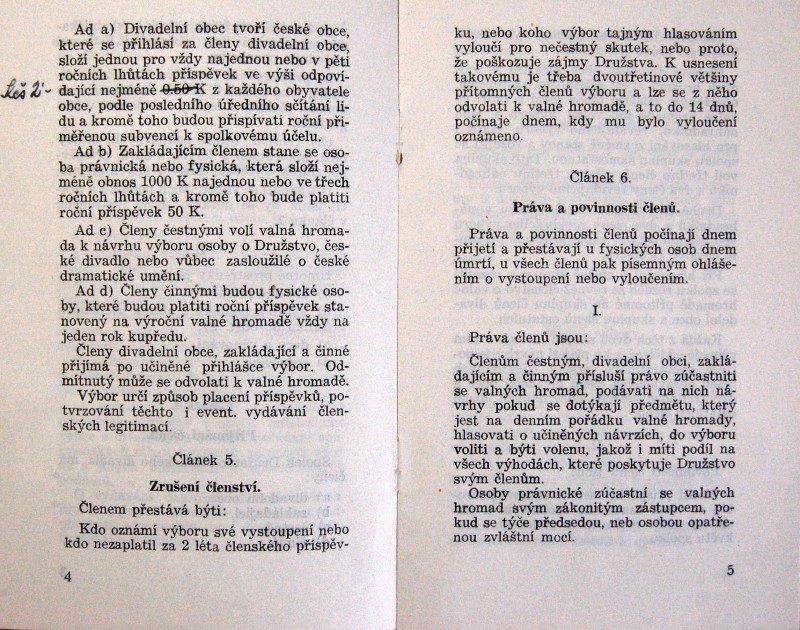 Ad a) Divadelní obec tvoří české obce,
které se přihlásí za členy divadelní obce,
složí jednou pro vždy najednou nebo v pěti
ročních lhůtách příspěvek ve výši odpoví-
dající nejméně 0.50 K z každého obyvatele
obce, podle posledního úředního sčítání li-
du a kromě toho budou přispívati roční při-
měřenou subvencí k spolkovému účelu.
Ad b) Zakládajícím členem stane se oso-
ba právnická nebo fysická, která složí nej-
méně obnos 1000 K najednou nebo ve třech
ročních lhůtách a kromě toho bude platiti
roční příspěvek 50 K.
Ad c) Členy čestnými volí valná hroma-
da k návrhu výboru osoby o Družstvo, če-
ské divadlo nebo vůbec zasloužilé o české
dramatické umění.
Ad d) Členy činnými budou fysické oso-
by, které budou platiti roční příspěvek sta-
novený na výroční valné hromadě vždy na
jeden rok kupředu.
Členy divadelní obce, zakládající a činné
přijímá po učiněné přihlášce výbor. Od-
mítnutý může se odvolati k valné hromadě.
Výbor určí způsob placení příspěvků, po-
tvrzování těchto i event. vydávání člen-
ských legitimací.
Článek 5.
Zrušení členství.
Členem přestává býti:
Kdo oznámí výboru své vystoupení nebo
kdo nezaplatil za 2 léta členského příspěv-
4
ku, nebo koho výbor tajným hlasováním
vyloučí pro nečestný skutek, nebo proto,
že poškozuje zájmy Družstva. K usnesení
takovému je třeba dvoutřetinové většiny
přítomných členů výboru a lze se z něho
odvolati k valné hromadě, a to do 14 dnů,
počínaje dnem, kdy mu bylo vyloučení
oznámeno.
Článek 6.
Práva a povinnosti členů.
Práva a povinnosti členů počínají dnem
přijetí a přestávají u fysických osob dnem
úmrtí, u všech členů pak písemným ohláše-
ním o vystoupení nebo vyloučením.
I.
Práva členů jsou:
Členům čestným, divadelní obci, zaklá-
dajícím a činným přísluší právo zúčastniti
se valných hromad, podávati na nich ná-
vrhy pokud se dotýkají předmětu, který
jest na denním pořádku valné hromady,
hlasovati o učiněných návrzích, do výboru
voliti a býti volenu, jakož i míti podíl na
všech výhodách, které poskytuje Družstvo
svým členům.
Osoby právnické zúčastní se valných
hromad svým zákonitým zástupcem, po-
kud se týče předsedou, neb osobou opatře-
nou zvláštní mocí.
5